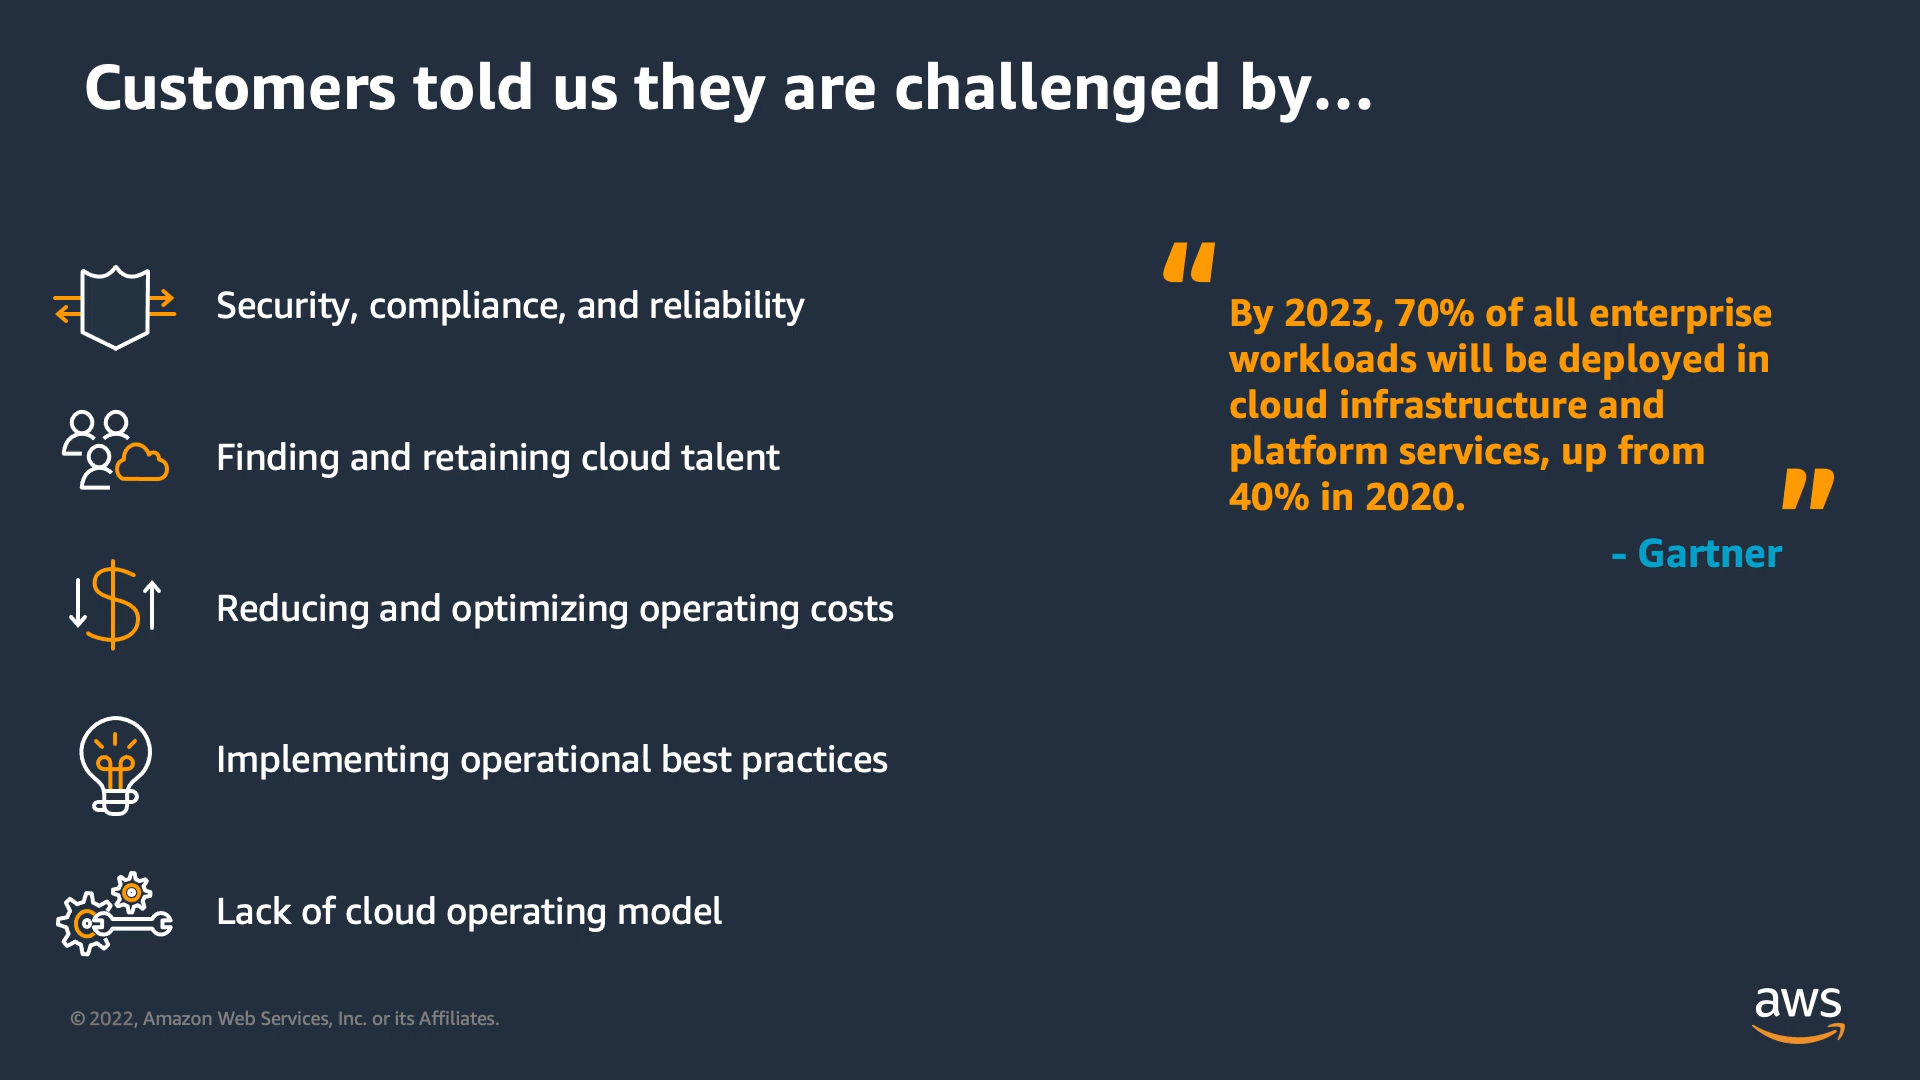 Customers told us they are challenged by…
Security, compliance, and reliability
Finding and retaining cloud talent
Reducing and optimizing operating costs
Implementing operational best practices
Lack of cloud operating model
“
By 2023, 70% of all enterprise
workloads will be deployed in
cloud infrastructure and
platform services, up from
40% in 2020.
”
- Gartner
© 2022, Amazon Web Services, Inc. or its Affiliates.
aws